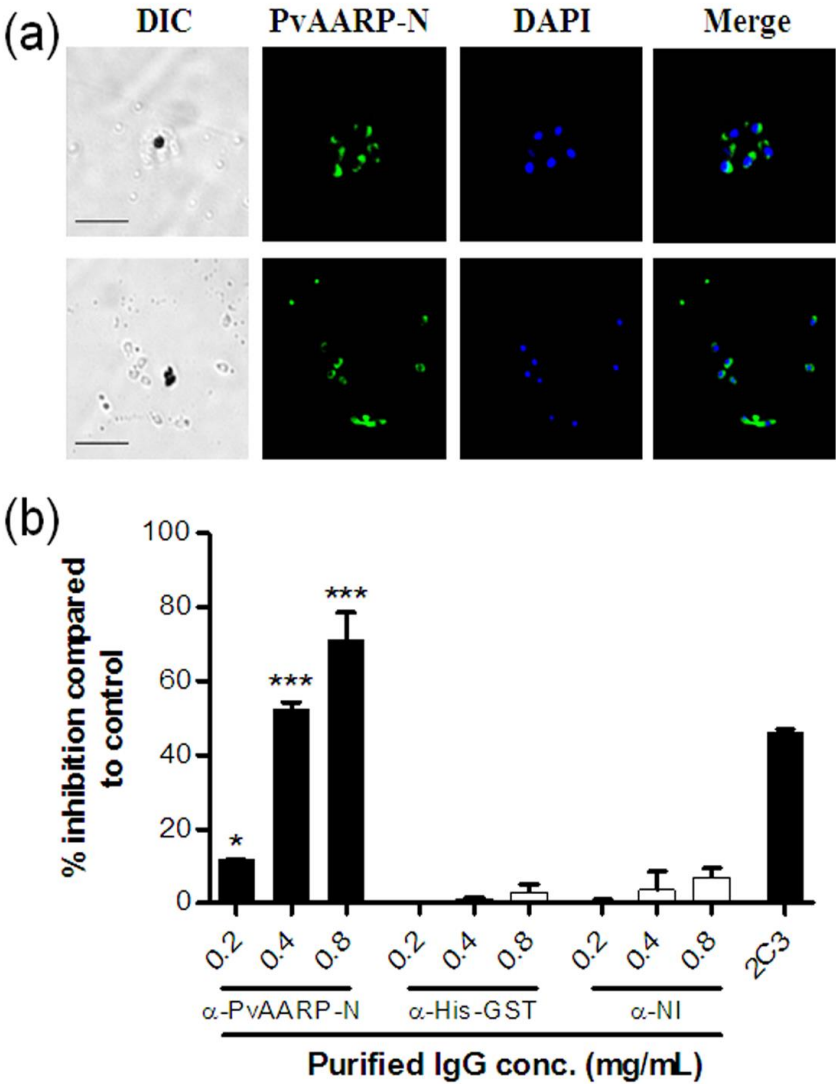 (a)
DIC PvAARP-N DAPI Merge
(b)
% inhibition compared
to control
100
80
60
40
20
0
* *** ***
0.2 0.4 0.8 0.2 0.4 0.8 0.2 0.4 0.8 2C3
α-PvAARP-N α-His-GST α-NI
Purified IgG conc. (mg/mL)